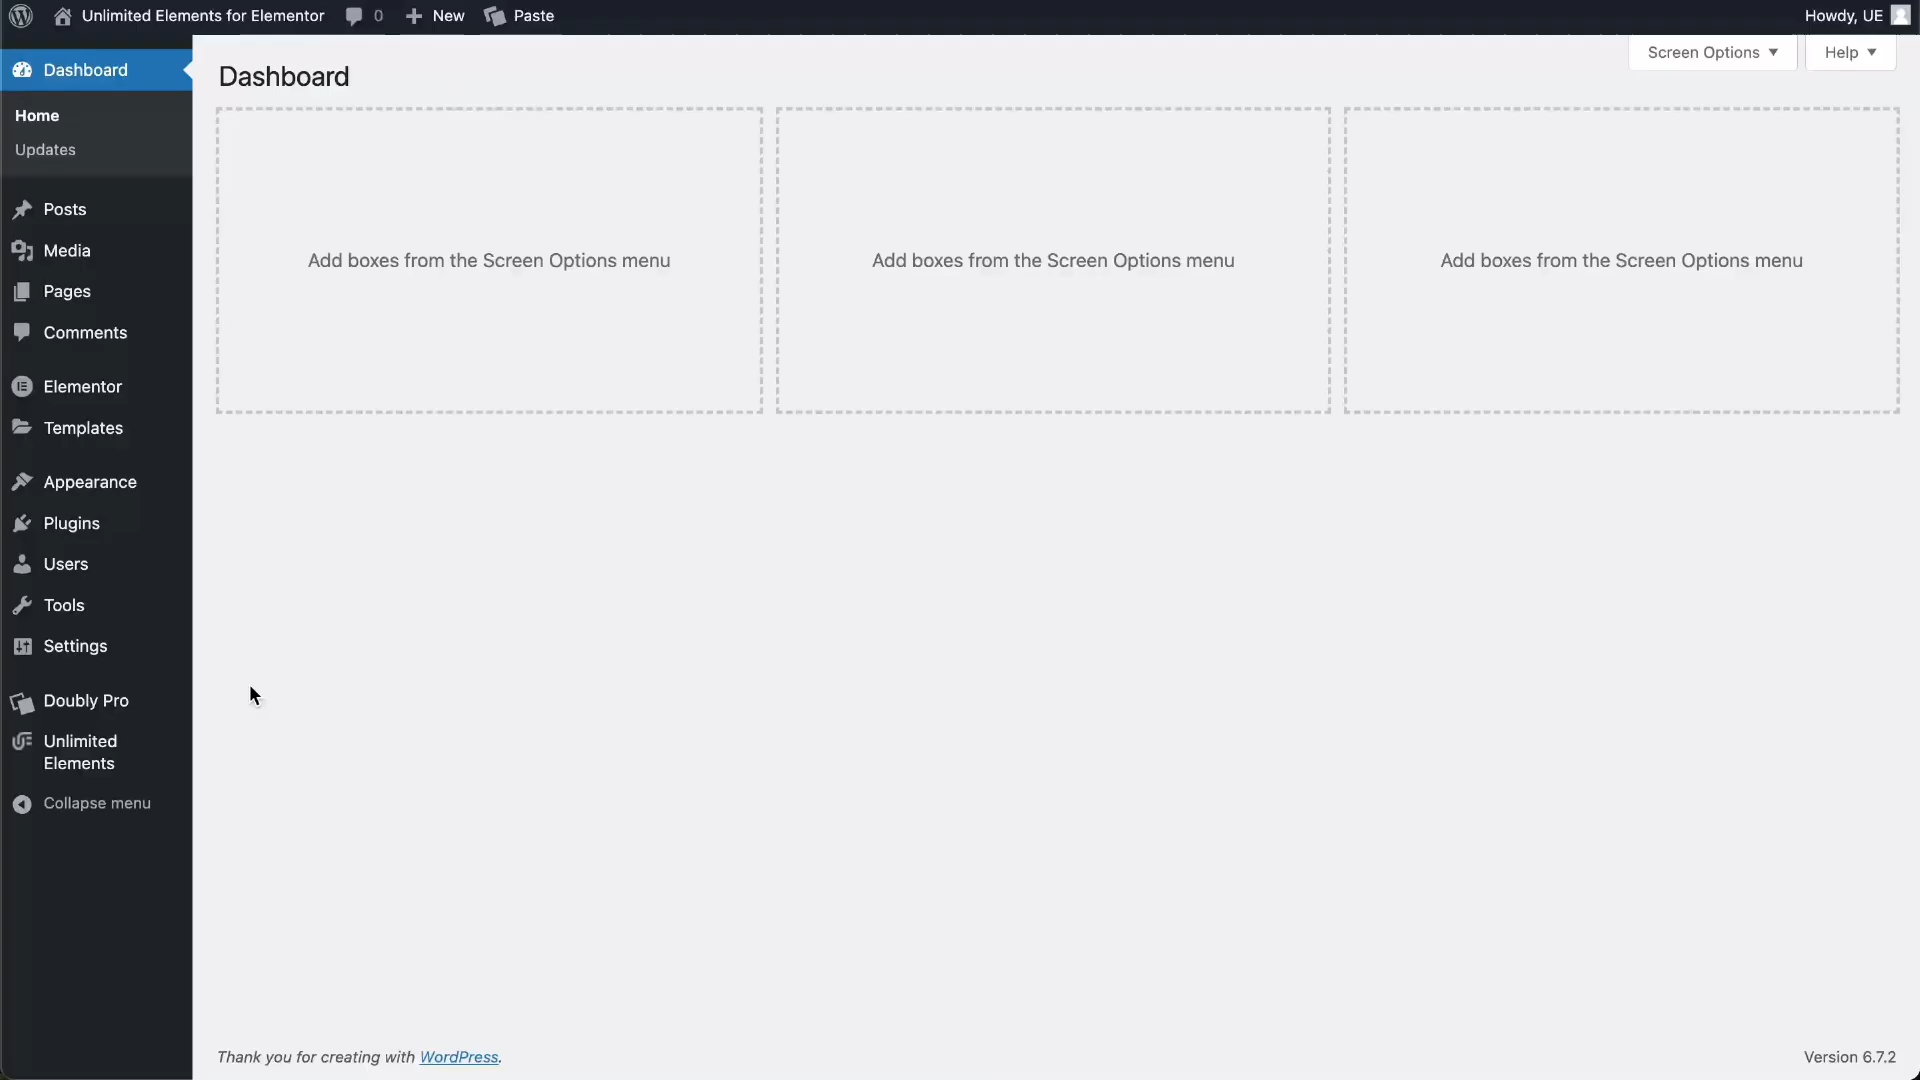 Unlimited Elements for Elementor 0 New Paste Howdy, UE
Screen Options Help
Dashboard
Home
Updates
Posts
Media
Pages
Comments
Elementor
Templates
Appearance
Plugins
Users
Tools
Settings
Doubly Pro
Unlimited
Elements
Collapse menu
Dashboard
Add boxes from the Screen Options menu
Add boxes from the Screen Options menu
Add boxes from the Screen Options menu
Thank you for creating with WordPress.
Version 6.7.2